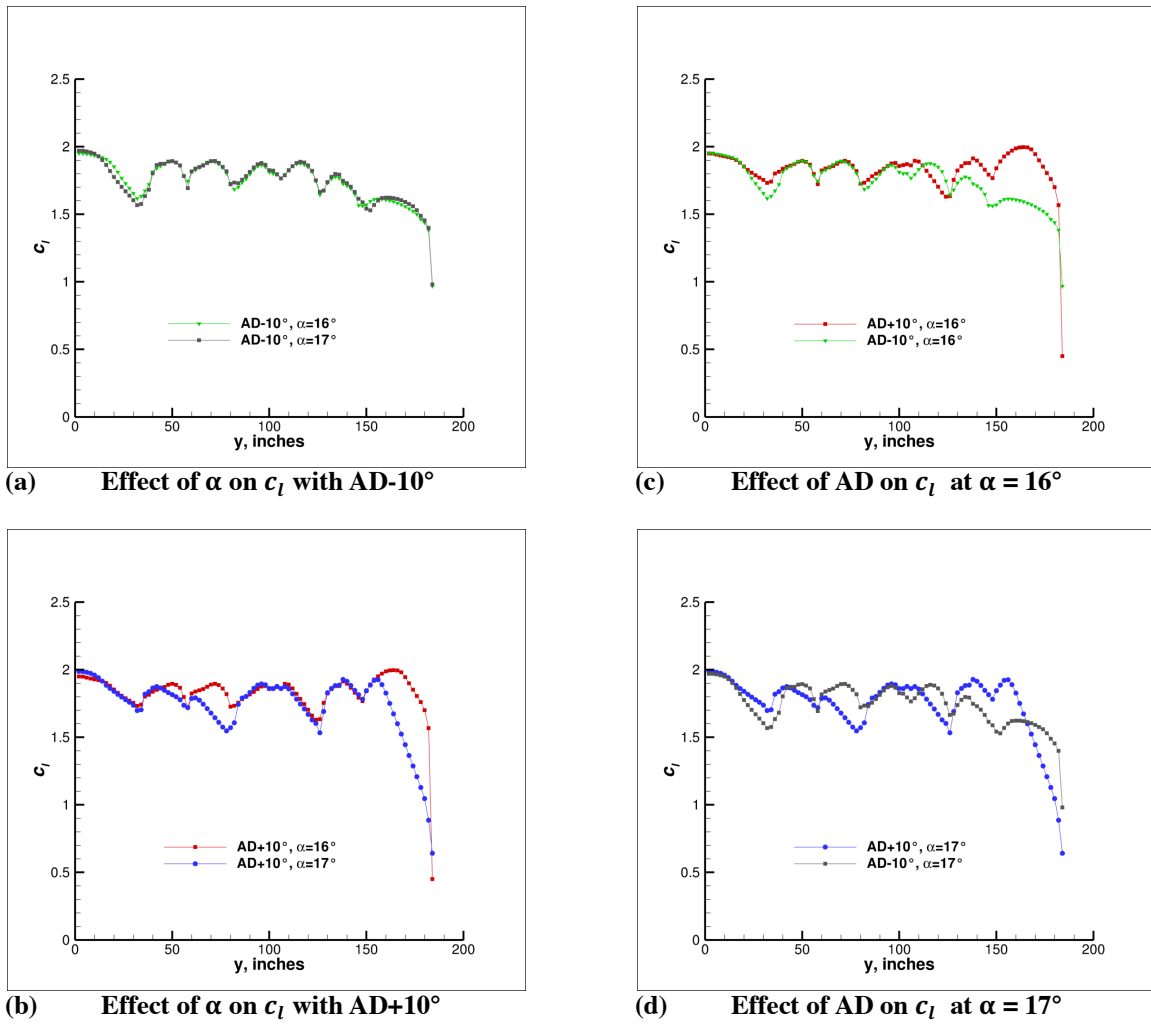 2.5
2
1.5
1
0.5
0
c_l
0 50 100 150 200
y, inches
AD-10°, α=16°
AD-10°, α=17°
(a) Effect of α on c_l with AD-10°
2.5
2
1.5
1
0.5
0
c_l
0 50 100 150 200
y, inches
AD+10°, α=16°
AD-10°, α=16°
(c) Effect of AD on c_l at α = 16°
2.5
2
1.5
1
0.5
0
c_l
0 50 100 150 200
y, inches
AD+10°, α=16°
AD+10°, α=17°
(b) Effect of α on c_l with AD+10°
2.5
2
1.5
1
0.5
0
c_l
0 50 100 150 200
y, inches
AD+10°, α=17°
AD-10°, α=17°
(d) Effect of AD on c_l at α = 17°